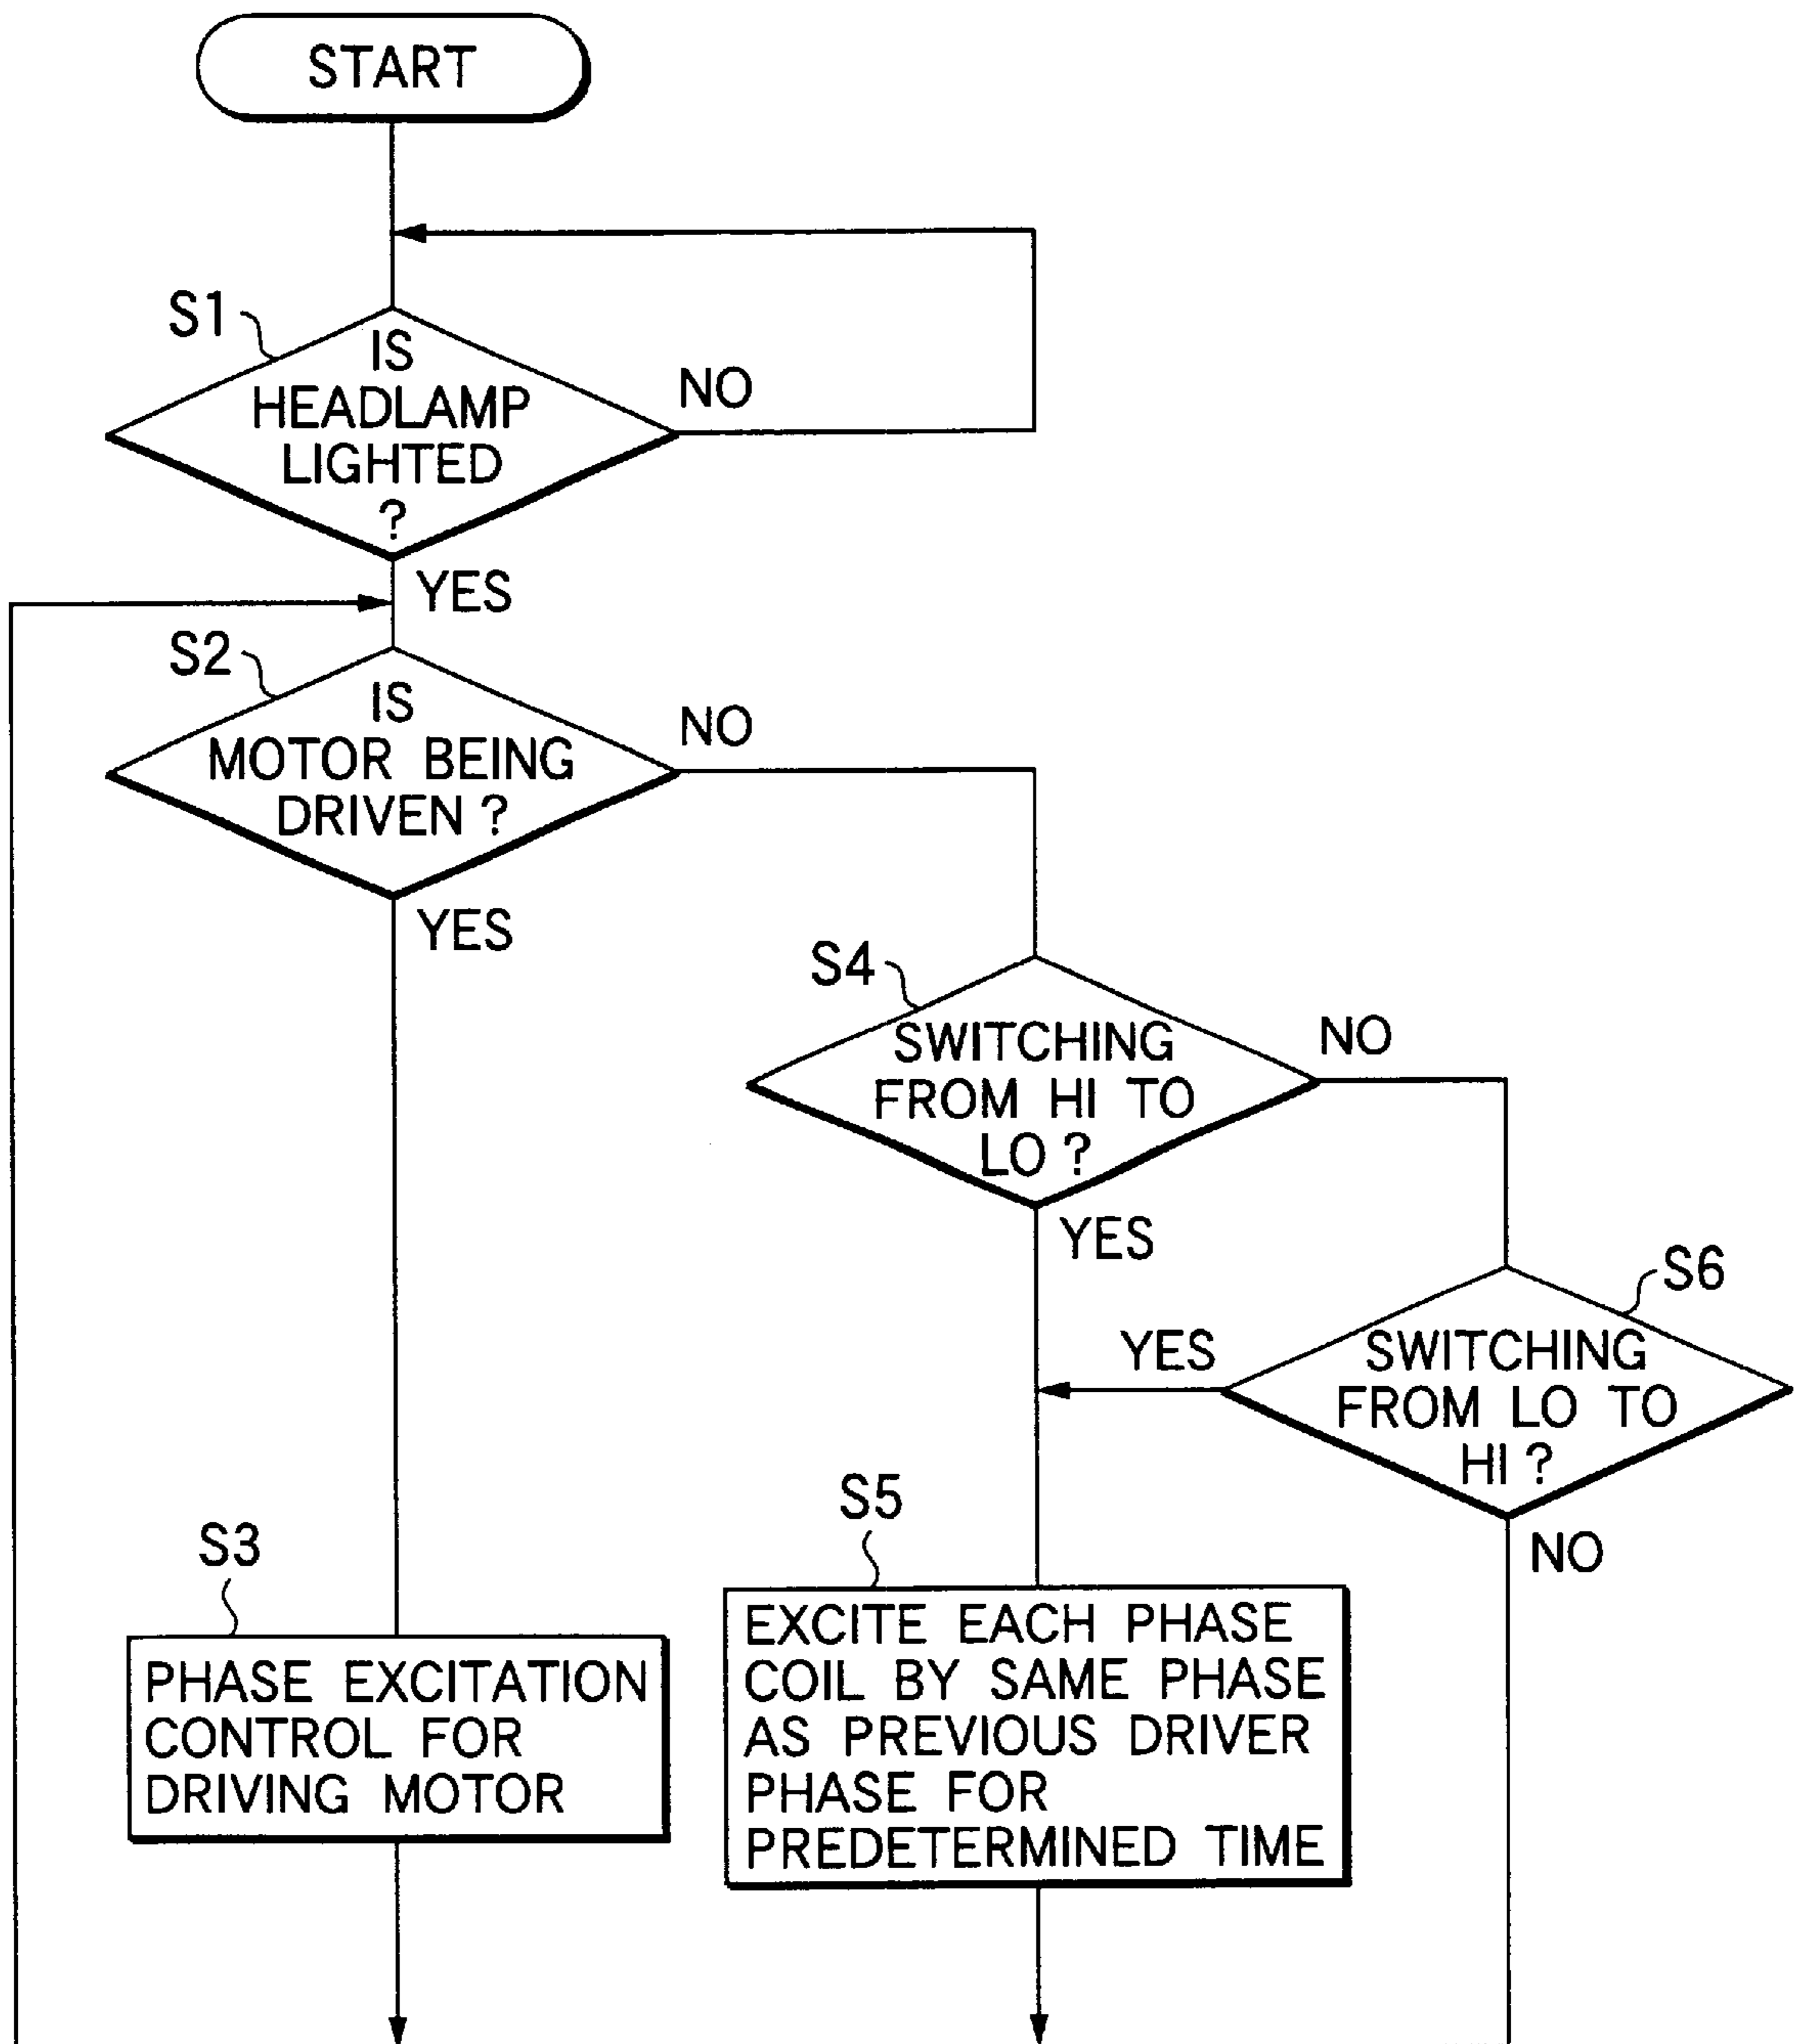 START
S1
IS
HEADLAMP
LIGHTED
?
NO
YES
S2
IS
MOTOR BEING
DRIVEN ?
NO
YES
S4
SWITCHING
FROM HI TO
LO ?
NO
YES
S6
SWITCHING
FROM LO TO
HI ?
YES
NO
S3
PHASE EXCITATION
CONTROL FOR
DRIVING MOTOR
S5
EXCITE EACH PHASE
COIL BY SAME PHASE
AS PREVIOUS DRIVER
PHASE FOR
PREDETERMINED TIME